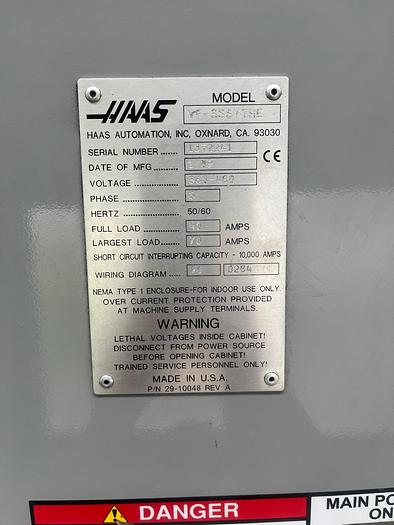 HAAS MODEL
HAAS AUTOMATION, INC, OXNARD, CA. 93030
SERIAL NUMBER ........
DATE OF MFG ........ CE
VOLTAGE ........
PHASE ........
HERTZ ........ 50/60
FULL LOAD ....... AMPS
LARGEST LOAD....... AMPS
SHORT CIRCUIT INTERRUPTING CAPACITY - 10,000 AMPS
WIRING DIAGRAM ....
NEMA TYPE 1 ENCLOSURE-FOR INDOOR USE ONLY.
OVER CURRENT PROTECTION PROVIDED
AT MACHINE SUPPLY TERMINALS.
WARNING
LETHAL VOLTAGES INSIDE CABINET!
DISCONNECT FROM POWER SOURCE
BEFORE OPENING CABINET!
TRAINED SERVICE PERSONNEL ONLY!
MADE IN U.S.A.
P/N 29-10048 REV A
DANGER
MAIN PO
ON